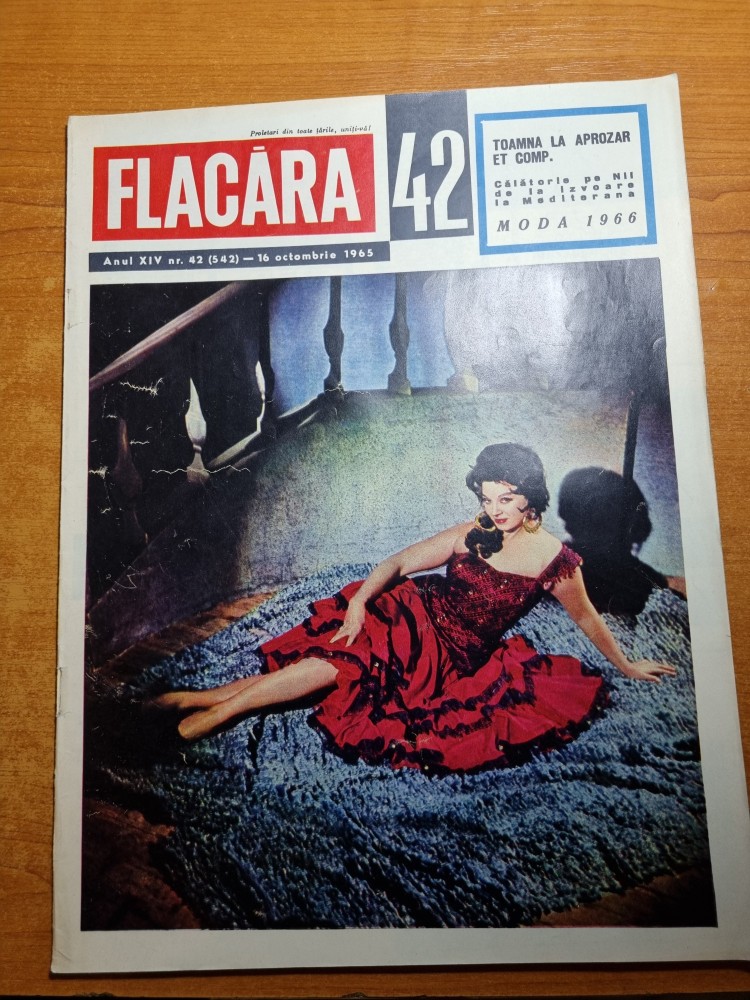 Proletari din toate țările, uniți-vă!
FLACĂRA
42
Anul XIV nr. 42 (542) — 16 octombrie 1965
TOAMNA LA APROZAR
ET COMP.
Călătorie pe Nil
de la izvoare
la Mediterana
MODA 1966